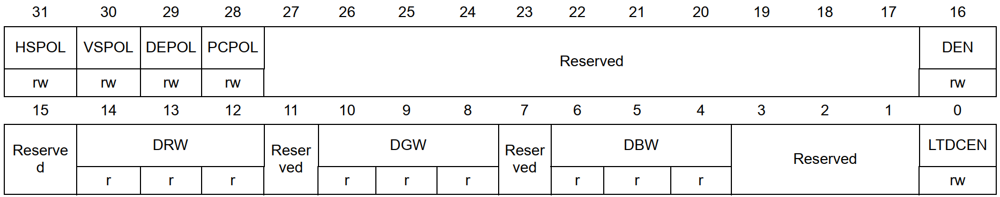 31 30 29 28 27 26 25 24 23 22 21 20 19 18 17 16
HSPOL VSPOL DEPOL PCPOL Reserved DEN
rw rw rw rw rw
15 14 13 12 11 10 9 8 7 6 5 4 3 2 1 0
Reserve
d
DRW
Reser
ved
DGW
Reser
ved
DBW
Reserved
LTDCEN
r r r r r r r r r rw